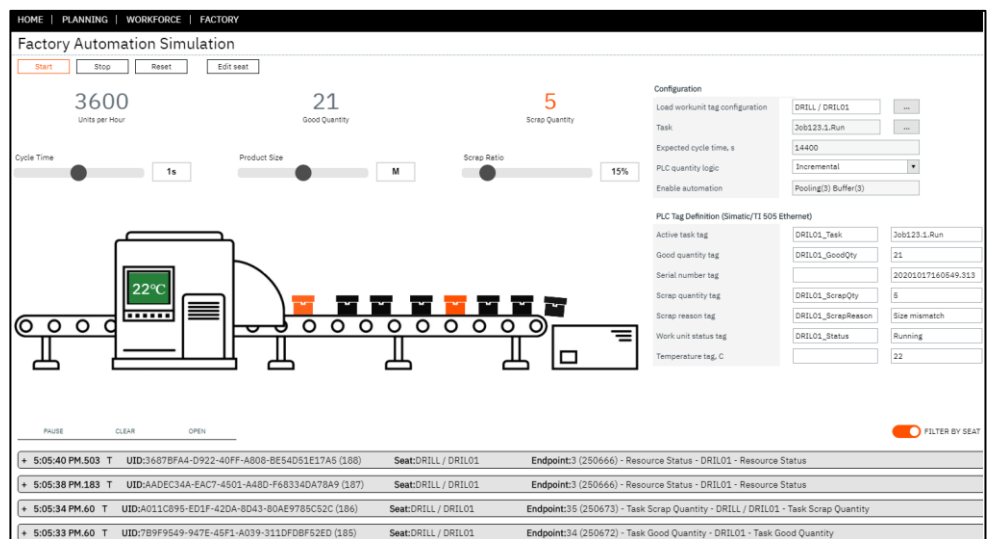 HOME | PLANNING | WORKFORCE | FACTORY
Factory Automation Simulation
Start Stop Reset Edit seat
3600 21 5
Units per Hour Good Quantity Scrap Quantity
Cycle Time Product Size Scrap Ratio
1s M 15%
22°C
Configuration
Load workunit tag configuration DRILL / DRIL01 ...
Task Job123.1.Run ...
Expected cycle time, s 14400
PLC quantity logic Incremental
Enable automation Pooling(3) Buffer(3)
PLC Tag Definition (Simatic/TI 505 Ethernet)
Active task tag DRIL01_Task Job123.1.Run
Good quantity tag DRIL01_GoodQty 21
Serial number tag 20201017160549.313
Scrap quantity tag DRIL01_ScrapQty 5
Scrap reason tag DRIL01_ScrapReason Size mismatch
Work unit status tag DRIL01_Status Running
Temperature tag, C 22
PAUSE CLEAR OPEN FILTER BY SEAT
+ 5:05:40 PM.503 T UID:3687BFA4-D922-40FF-A808-BE54D51E17A5 (188) Seat:DRILL / DRIL01 Endpoint:3 (250666) - Resource Status - DRIL01 - Resource Status
+ 5:05:38 PM.183 T UID:AADEC34A-EAC7-4501-A48D-F68334DA78A9 (187) Seat:DRILL / DRIL01 Endpoint:3 (250666) - Resource Status - DRIL01 - Resource Status
+ 5:05:34 PM.60 T UID:A011C895-ED1F-42DA-8D43-80AE9785C52C (186) Seat:DRILL / DRIL01 Endpoint:35 (250673) - Task Scrap Quantity - DRILL / DRIL01 - Task Scrap Quantity
+ 5:05:33 PM.60 T UID:7B9F9549-947E-45F1-A039-311DFDBF52ED (185) Seat:DRILL / DRIL01 Endpoint:34 (250672) - Task Good Quantity - DRIL01 - Task Good Quantity